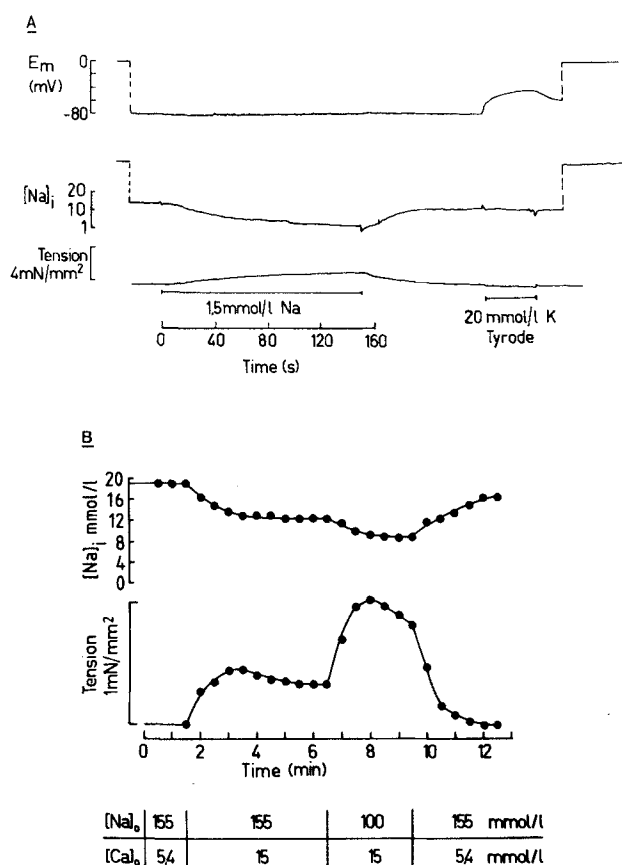 A
Em
(mV)
0
-80
[Na]i
20
10
1
Tension
4mN/mm²
1,5mmol/l Na
20 mmol/l K
Tyrode
0 40 80 120 160
Time (s)
B
[Na]i mmol/l
20
16
12
8
4
0
Tension
1mN/mm²
0 2 4 6 8 10 12
Time (min)
[Na]o 155 155 100 155 mmol/l
[Ca]o 5,4 15 15 5,4 mmol/l